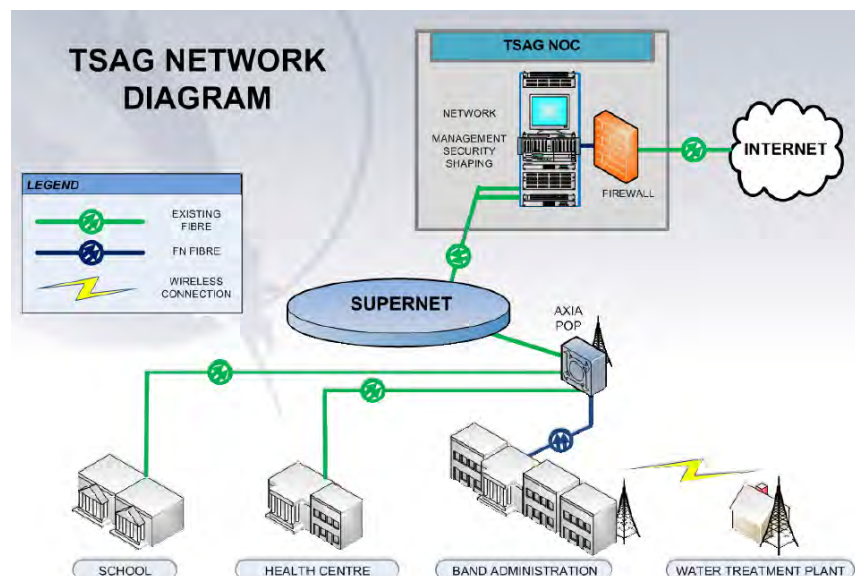 TSAG NETWORK
DIAGRAM
TSAG NOC
NETWORK
MANAGEMENT
SECURITY
SHAPING
FIREWALL
INTERNET
LEGEND
EXISTING
FIBRE
FN FIBRE
WIRELESS
CONNECTION
SUPERNET
AXIA
POP
SCHOOL
HEALTH CENTRE
BAND ADMINISTRATION
WATER TREATMENT PLANT